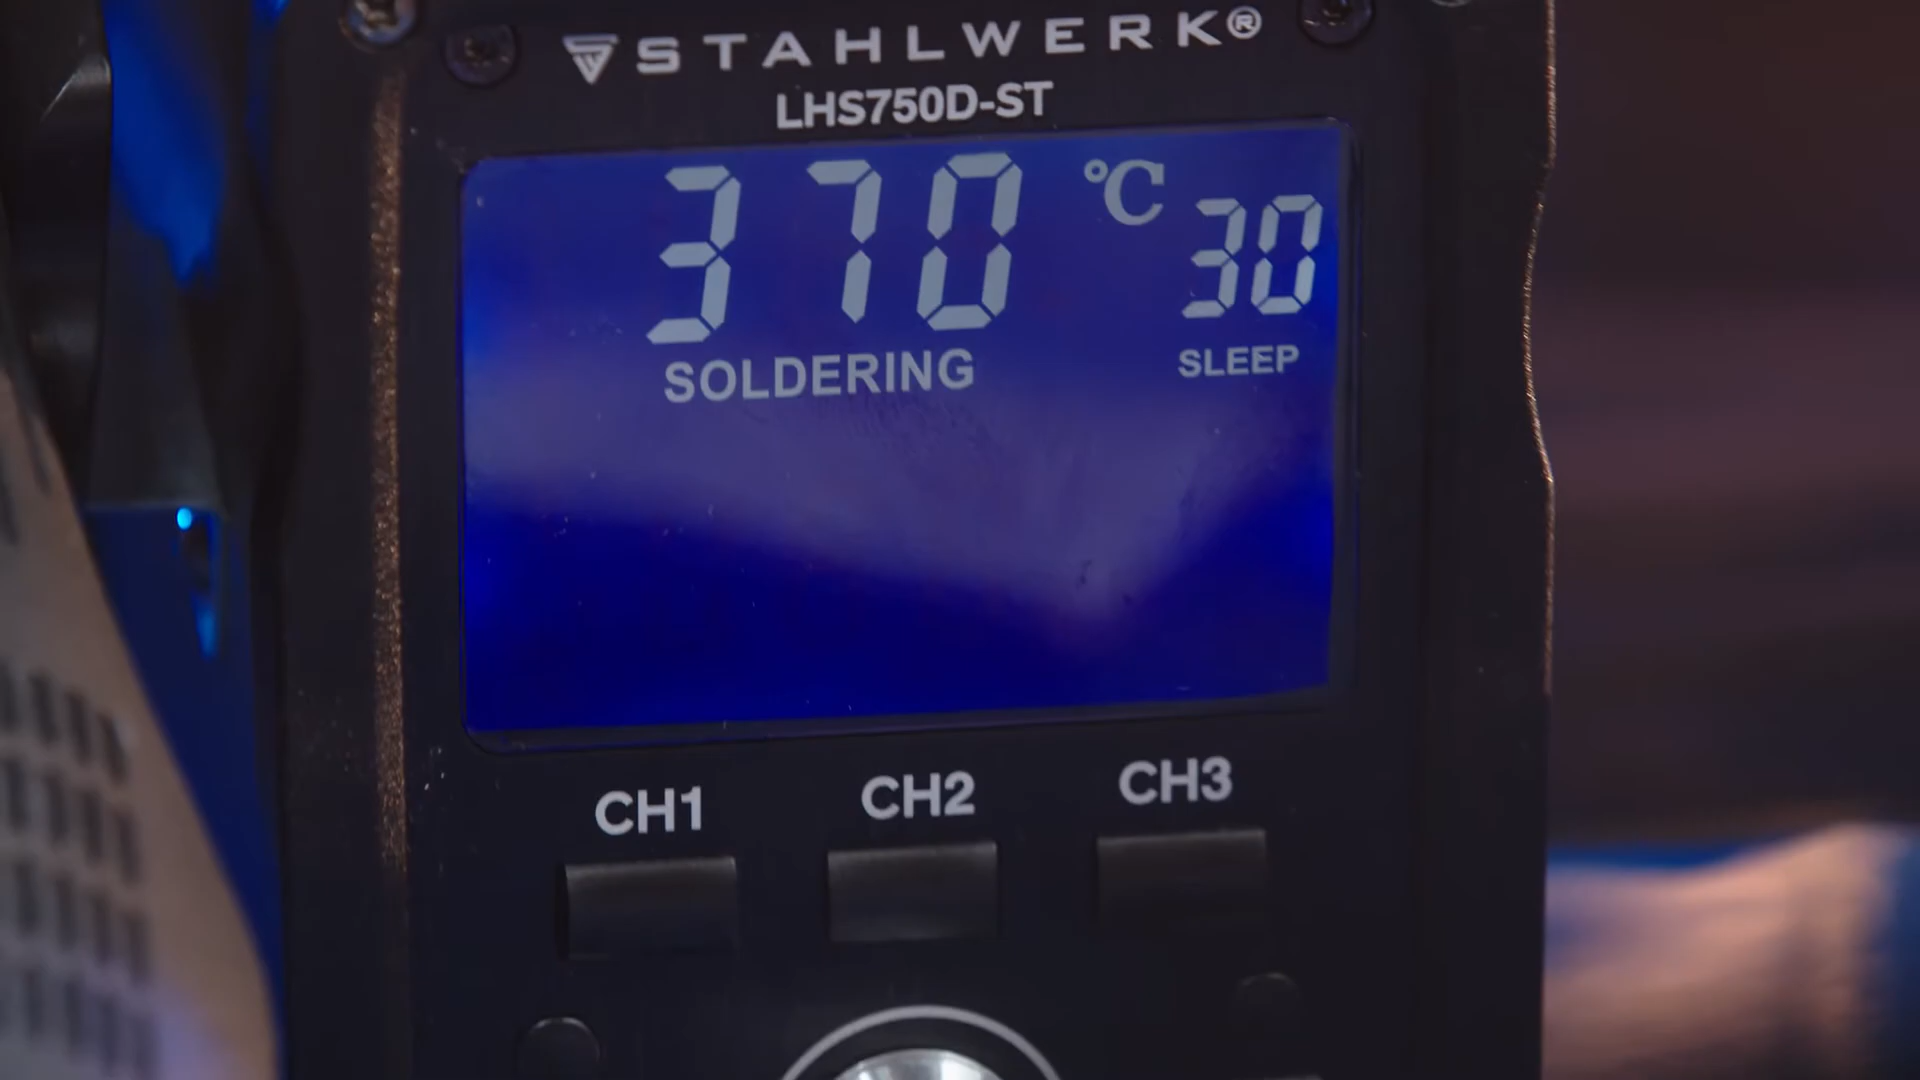 STAHLWERK®
LHS750D-ST
370 °C 30
SOLDERING SLEEP
CH1 CH2 CH3